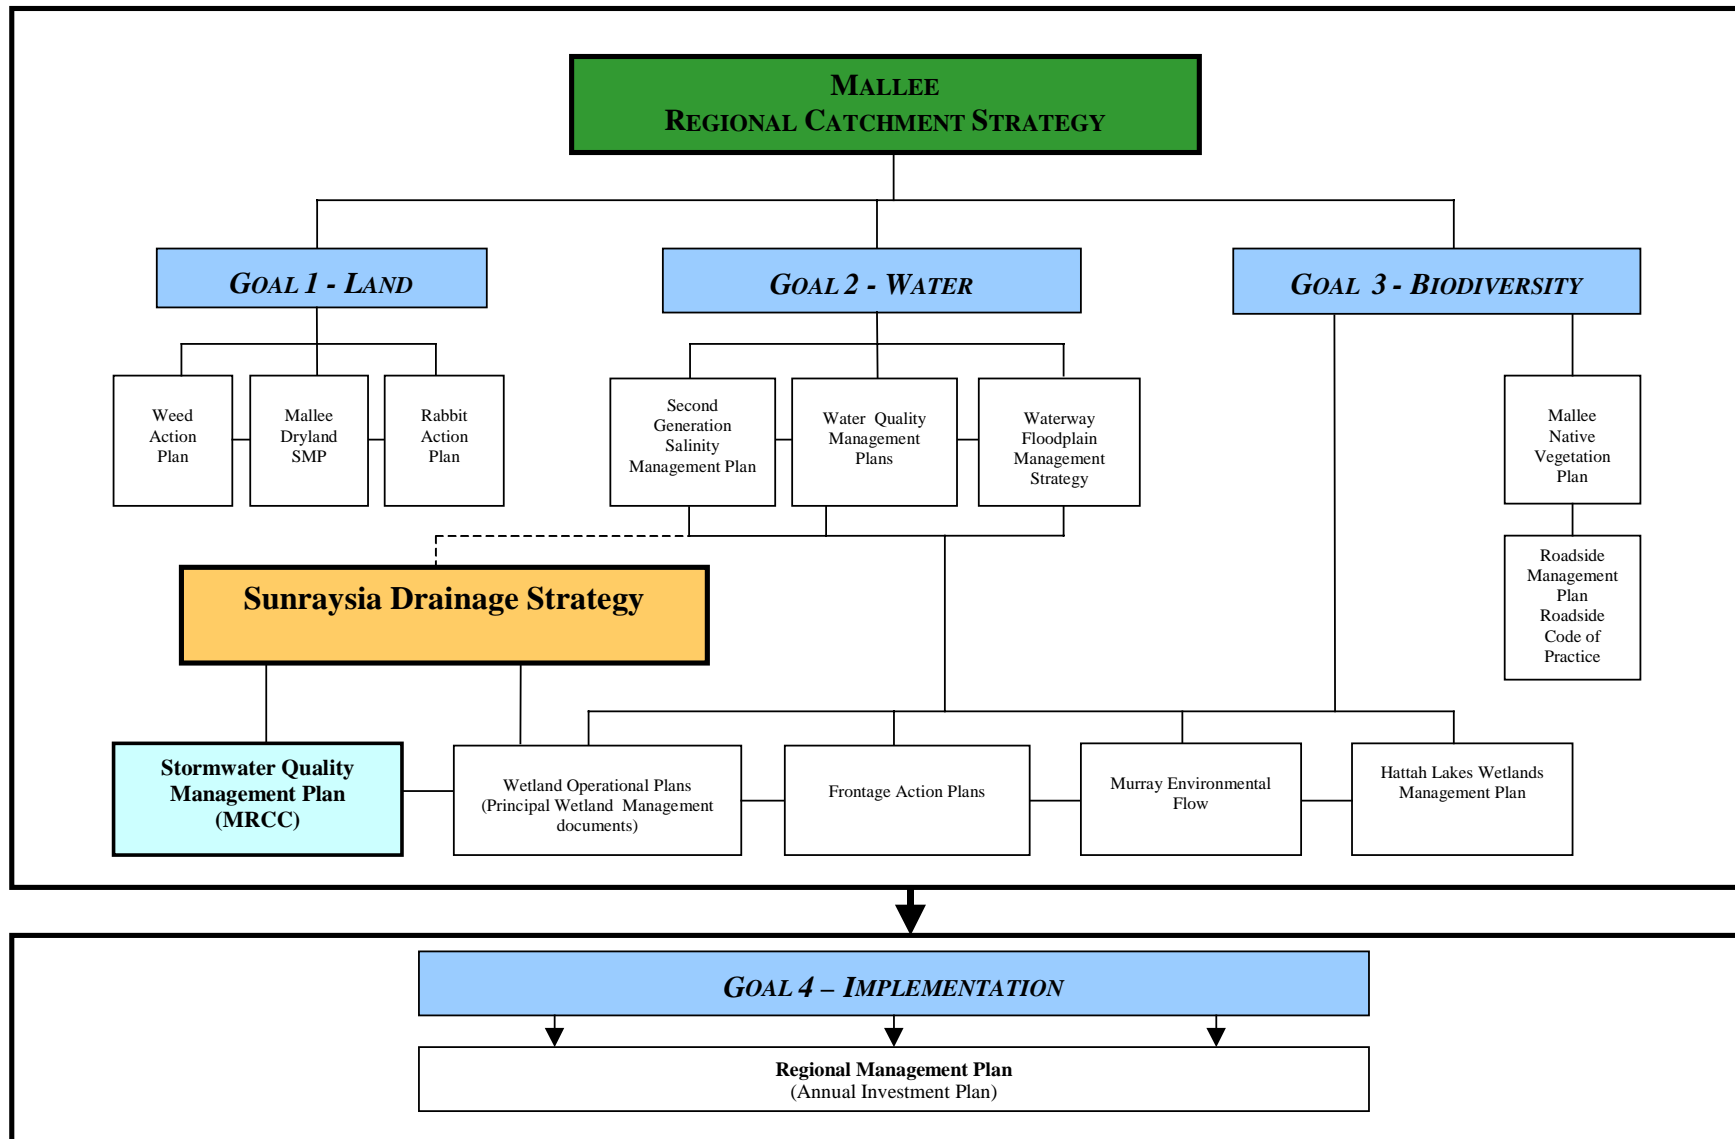 MALLEE
REGIONAL CATCHMENT STRATEGY
GOAL 1 - LAND
GOAL 2 - WATER
GOAL 3 - BIODIVERSITY
Weed
Action
Plan
Mallee
Dryland
SMP
Rabbit
Action
Plan
Second
Generation
Salinity
Management Plan
Water Quality
Management
Plans
Waterway
Floodplain
Management
Strategy
Mallee
Native
Vegetation
Plan
Roadside
Management
Plan
Roadside
Code of
Practice
Sunraysia Drainage Strategy
Stormwater Quality
Management Plan
(MRCC)
Wetland Operational Plans
(Principal Wetland Management
documents)
Frontage Action Plans
Murray Environmental
Flow
Hattah Lakes Wetlands
Management Plan
GOAL 4 – IMPLEMENTATION
Regional Management Plan
(Annual Investment Plan)